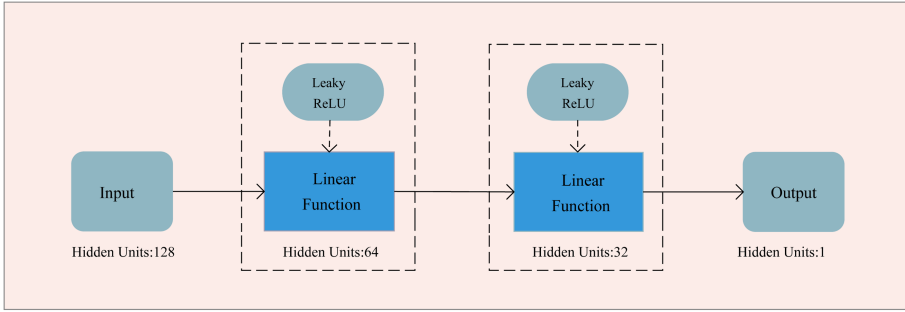 Leaky
ReLU
Leaky
ReLU
Input
Linear
Function
Linear
Function
Output
Hidden Units:128
Hidden Units:64
Hidden Units:32
Hidden Units:1